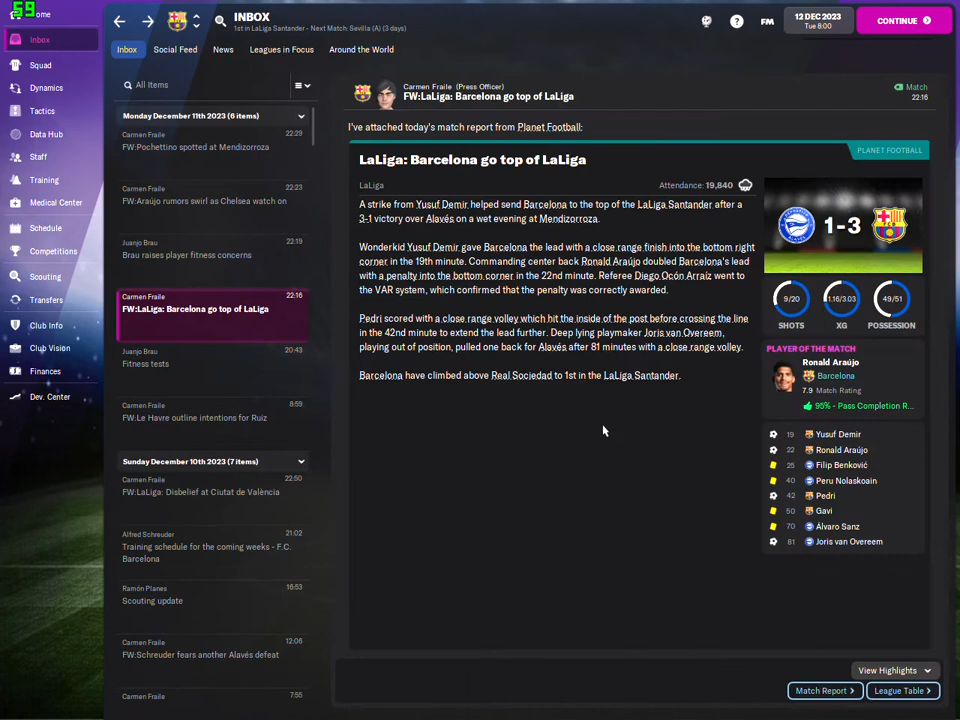 59
Home
INBOX
1st in LaLiga Santander - Next Match: Sevilla (A) (3 days)
?
FM
12 DEC 2023
Tue 8:00
CONTINUE
Inbox
Squad
Dynamics
Tactics
Data Hub
Staff
Training
Medical Center
Schedule
Competitions
Scouting
Transfers
Club Info
Club Vision
Finances
Dev. Center
Inbox
Social Feed
News
Leagues in Focus
Around the World
All Items
Monday December 11th 2023 (6 items)
Carmen Fraile
22:29
FW:Pochettino spotted at Mendizorroza
Carmen Fraile
22:23
FW:Araújo rumors swirl as Chelsea watch on
Juanjo Brau
22:19
Brau raises player fitness concerns
Carmen Fraile
22:16
FW:LaLiga: Barcelona go top of LaLiga
Juanjo Brau
20:43
Fitness tests
Carmen Fraile
8:59
FW:Le Havre outline intentions for Ruiz
Sunday December 10th 2023 (7 items)
Carmen Fraile
22:50
FW:LaLiga: Disbelief at Ciutat de València
Alfred Schreuder
21:02
Training schedule for the coming weeks - F.C.
Barcelona
Ramón Planes
16:53
Scouting update
Carmen Fraile
12:06
FW:Schreuder fears another Alavés defeat
Carmen Fraile
7:55
Carmen Fraile (Press Officer)
FW:LaLiga: Barcelona go top of LaLiga
Match
22:16
I've attached today's match report from Planet Football:
PLANET FOOTBALL
LaLiga: Barcelona go top of LaLiga
LaLiga
Attendance: 19,840
A strike from Yusuf Demir helped send Barcelona to the top of the LaLiga Santander after a
3-1 victory over Alavés on a wet evening at Mendizorroza.
Wonderkid Yusuf Demir gave Barcelona the lead with a close range finish into the bottom right
corner in the 19th minute. Commanding center back Ronald Araújo doubled Barcelona's lead
with a penalty into the bottom corner in the 22nd minute. Referee Diego Ocón Arraíz went to
the VAR system, which confirmed that the penalty was correctly awarded.
Pedri scored with a close range volley which hit the inside of the post before crossing the line
in the 42nd minute to extend the lead further. Deep lying playmaker Joris van Overeem,
playing out of position, pulled one back for Alavés after 81 minutes with a close range volley.
Barcelona have climbed above Real Sociedad to 1st in the LaLiga Santander.
1-3
9/20
1.16/3.03
49/51
SHOTS
XG
POSSESSION
PLAYER OF THE MATCH
Ronald Araújo
Barcelona
7.9 Match Rating
95% - Pass Completion R...
19 Yusuf Demir
22 Ronald Araújo
25 Filip Benković
40 Peru Nolaskoain
42 Pedri
50 Gavi
70 Álvaro Sanz
81 Joris van Overeem
View Highlights
Match Report
League Table